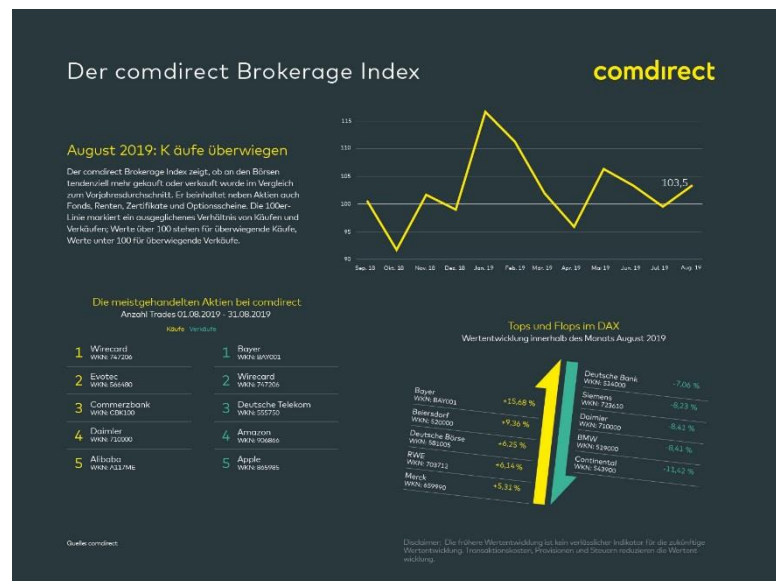 Der comdirect Brokerage Index
comdirect
August 2019: K äufe überwiegen
Der comdirect Brokerage Index zeigt, ob an den Börsen
tendenziell mehr gekauft oder verkauft wurde im Vergleich
zum Vorjahresdurchschnitt. Er beinhaltet neben Aktien auch
Fonds, Renten, Zertifikate und Optionsscheine. Die 100er-
Linie markiert ein ausgeglichenes Verhältnis von Käufen und
Verkäufen; Werte über 100 stehen für überwiegende Käufe,
Werte unter 100 für überwiegende Verkäufe.
115
110
105
100
95
90
103,5
Sep. 18 Okt. 18 Nov. 18 Dez. 18 Jan. 19 Feb. 19 Mär. 19 Apr. 19 Mai 19 Jun. 19 Jul. 19 Aug. 19
Die meistgehandelten Aktien bei comdirect
Anzahl Trades 01.08.2019 - 31.08.2019
Käufe Verkäufe
1 Wirecard
WKN: 747206
2 Evotec
WKN: 566480
3 Commerzbank
WKN: CBK100
4 Daimler
WKN: 710000
5 Alibaba
WKN: A117ME
1 Bayer
WKN: BAY001
2 Wirecard
WKN: 747206
3 Deutsche Telekom
WKN: 555750
4 Amazon
WKN: 906866
5 Apple
WKN: 865985
Tops und Flops im DAX
Wertentwicklung innerhalb des Monats August 2019
Bayer
WKN: BAY001 +15,68 %
Beiersdorf
WKN: 520000 +9,36 %
Deutsche Börse
WKN: 581005 +6,25 %
RWE
WKN: 703712 +6,14 %
Merck
WKN: 659990 +5,31 %
Deutsche Bank
WKN: 514000 -7,06 %
Siemens
WKN: 723610 -8,23 %
Daimler
WKN: 710000 -8,41 %
BMW
WKN: 519000 -8,41 %
Continental
WKN: 543900 -11,42 %
Quelle: comdirect
Disclaimer: Die frühere Wertentwicklung ist kein verlässlicher Indikator für die zukünftige
Wertentwicklung. Transaktionskosten, Provisionen und Steuern reduzieren die Wertent
wicklung.